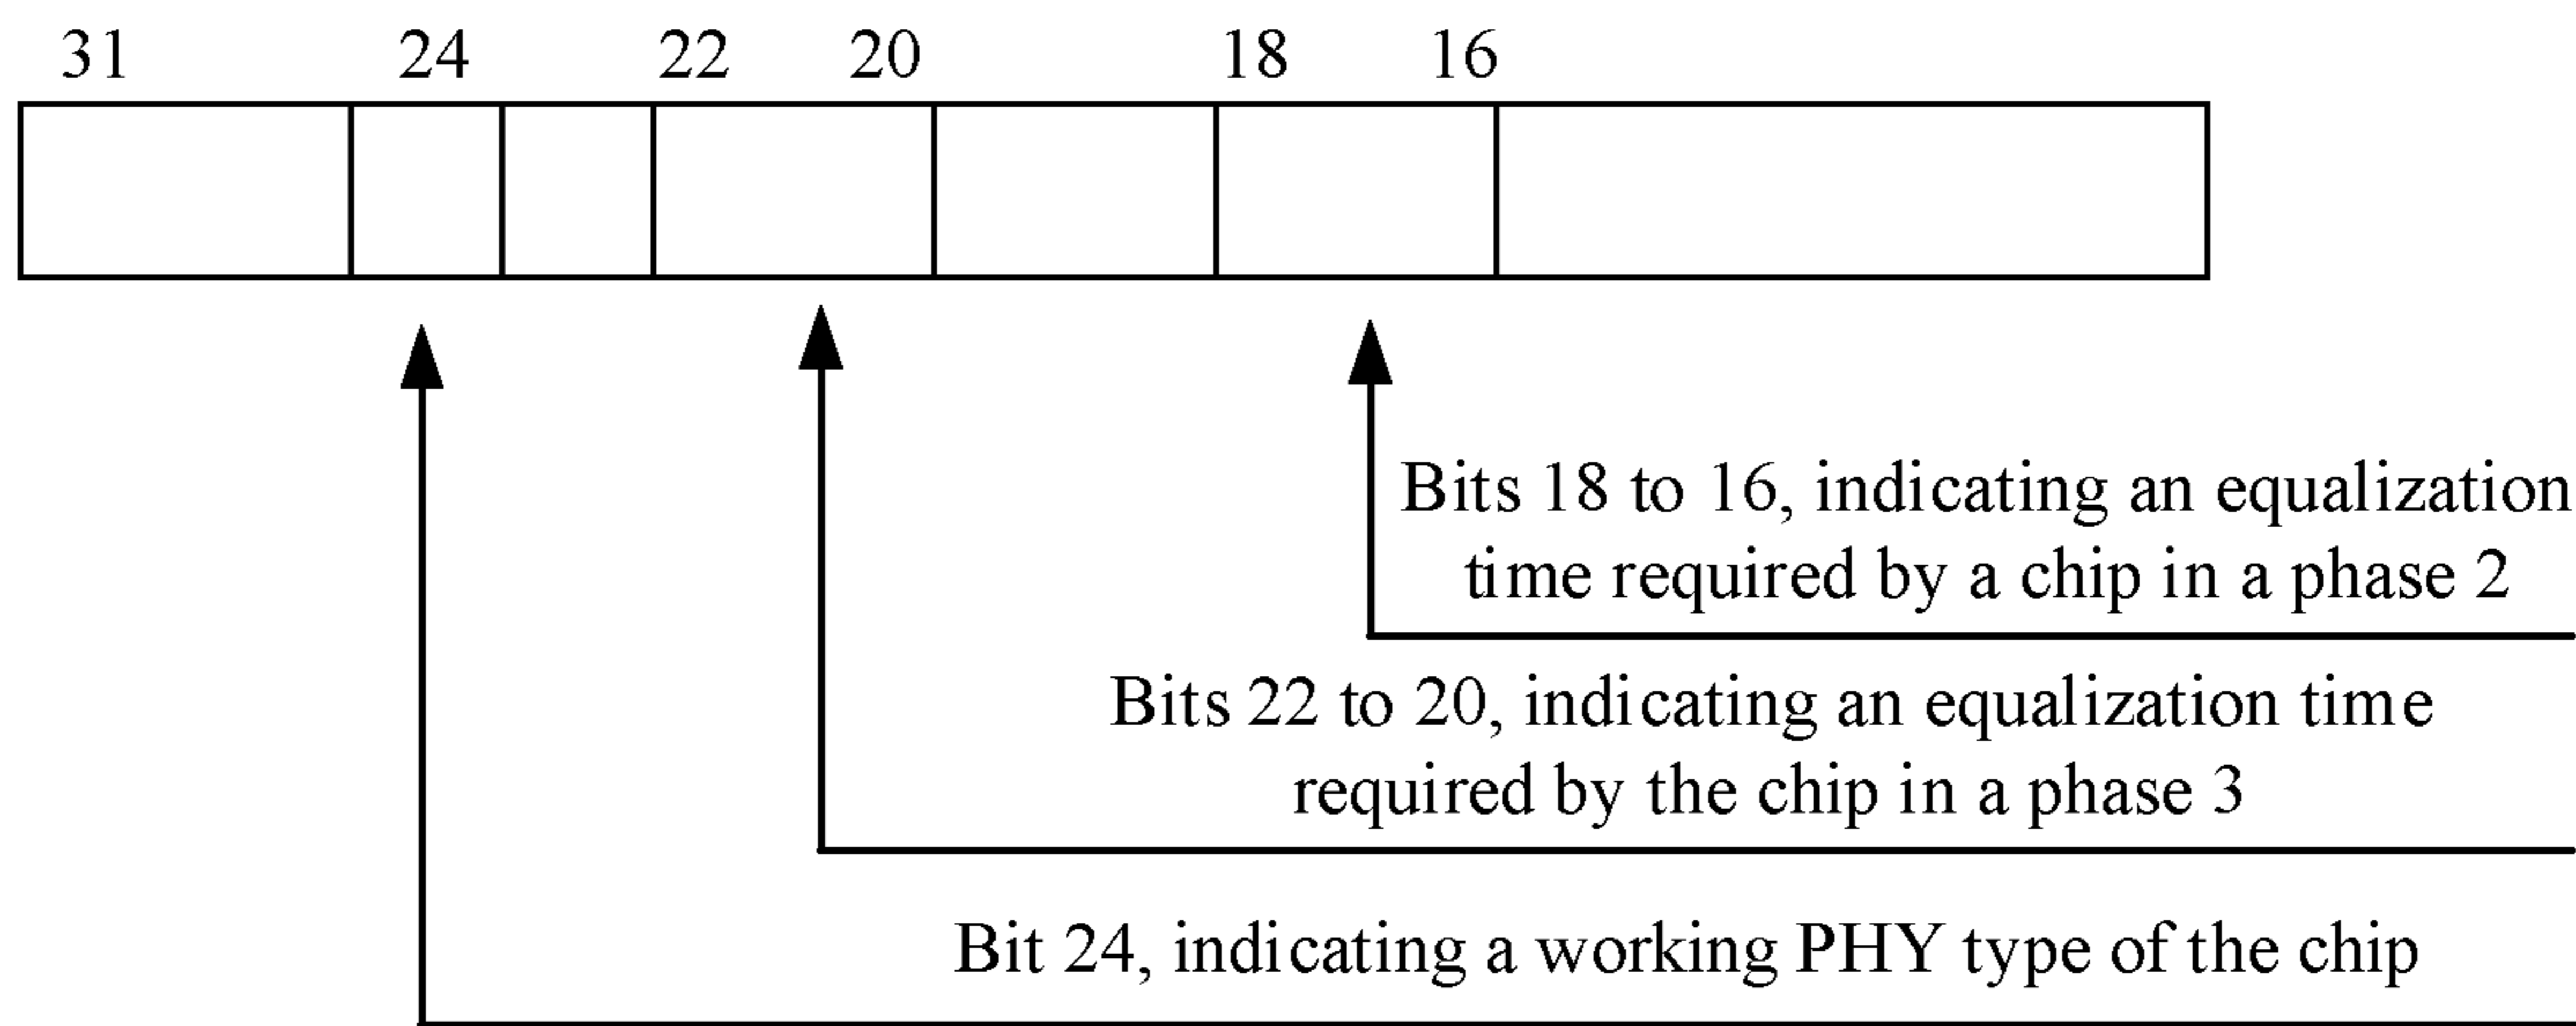 31 24 22 20 18 16
Bits 18 to 16, indicating an equalization
time required by a chip in a phase 2
Bits 22 to 20, indicating an equalization time
required by the chip in a phase 3
Bit 24, indicating a working PHY type of the chip